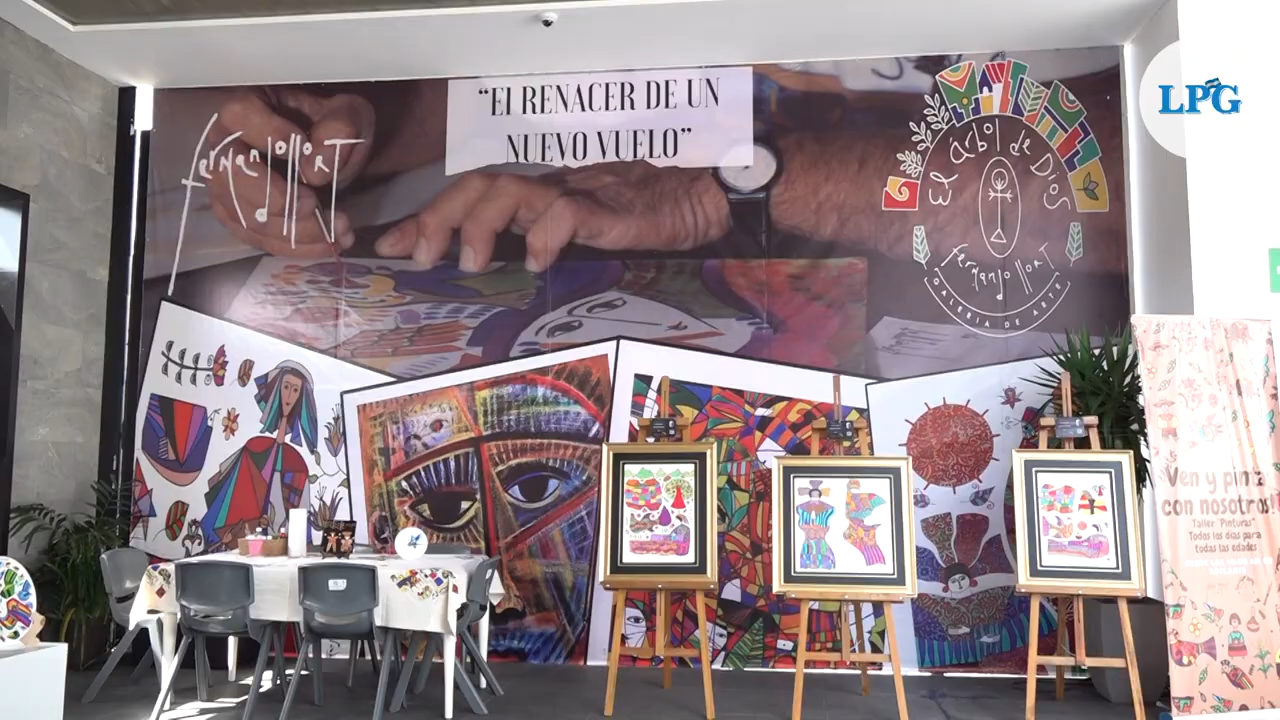 "El RENACER DE UN
NUEVO VUELO"
LPG
fernando llort
El árbol de Dios
fernando llort
GALERÍA DE ARTE
Ven y pinta
con nosotros!
Taller "Pinturas"
Todos los días para
todas las edades